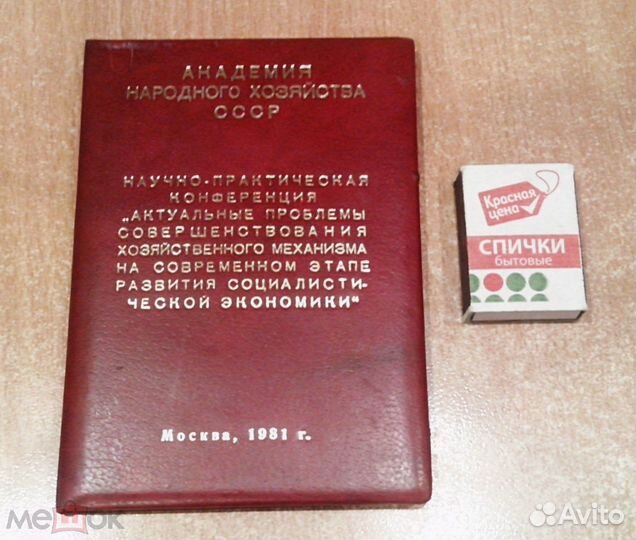 АКАДЕМИЯ
НАРОДНОГО ХОЗЯЙСТВА
СССР
НАУЧНО-ПРАКТИЧЕСКАЯ
КОНФЕРЕНЦИЯ
„АКТУАЛЬНЫЕ ПРОБЛЕМЫ
СОВЕРШЕНСТВОВАНИЯ
ХОЗЯЙСТВЕННОГО МЕХАНИЗМА
НА СОВРЕМЕННОМ ЭТАПЕ
РАЗВИТИЯ СОЦИАЛИСТИ-
ЧЕСКОЙ ЭКОНОМИКИ“
Москва, 1981 г.
Красная
цена
СПИЧКИ
бытовые
мешок
Avito